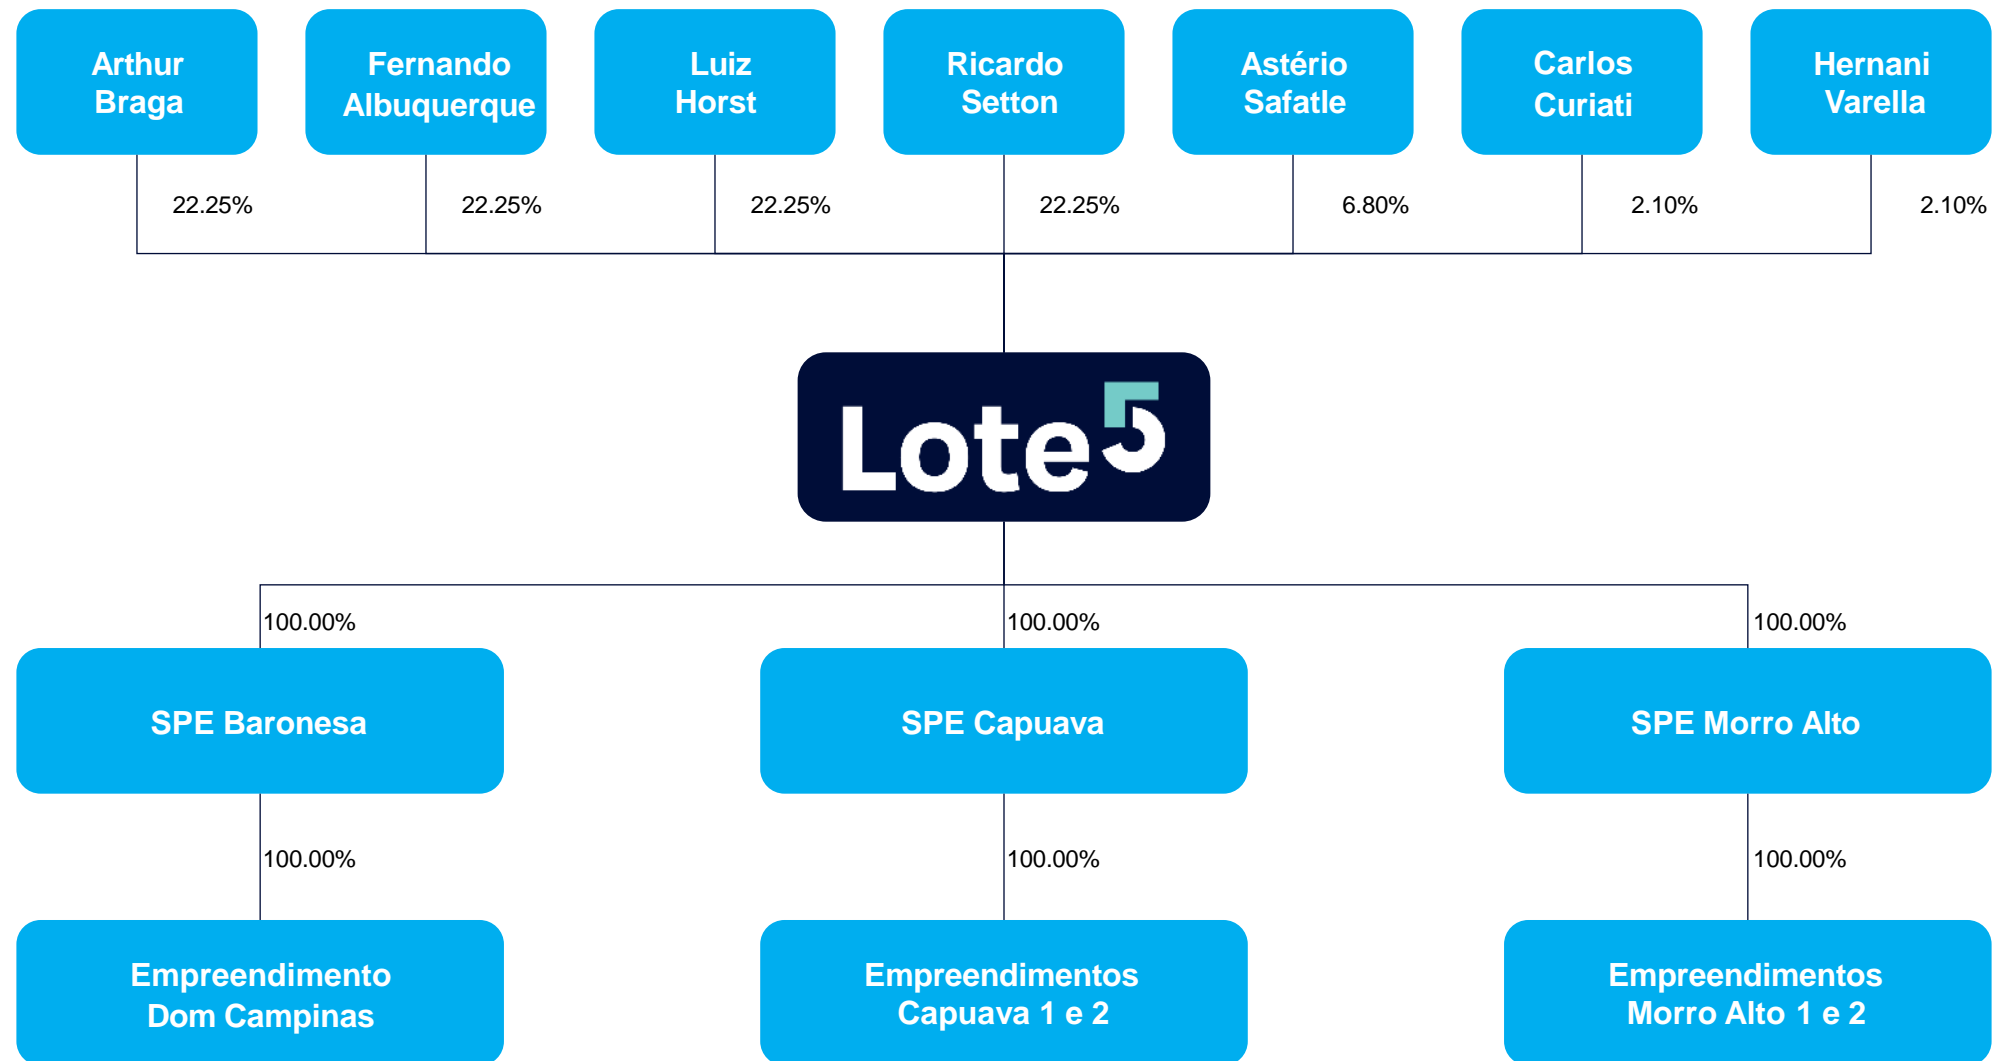 Arthur
Braga
Fernando
Albuquerque
Luiz
Horst
Ricardo
Setton
Astério
Safatle
Carlos
Curiati
Hernani
Varella
22.25%
22.25%
22.25%
22.25%
6.80%
2.10%
2.10%
Lote5
100.00%
100.00%
100.00%
SPE Baronesa
SPE Capuava
SPE Morro Alto
100.00%
100.00%
100.00%
Empreendimento
Dom Campinas
Empreendimentos
Capuava 1 e 2
Empreendimentos
Morro Alto 1 e 2